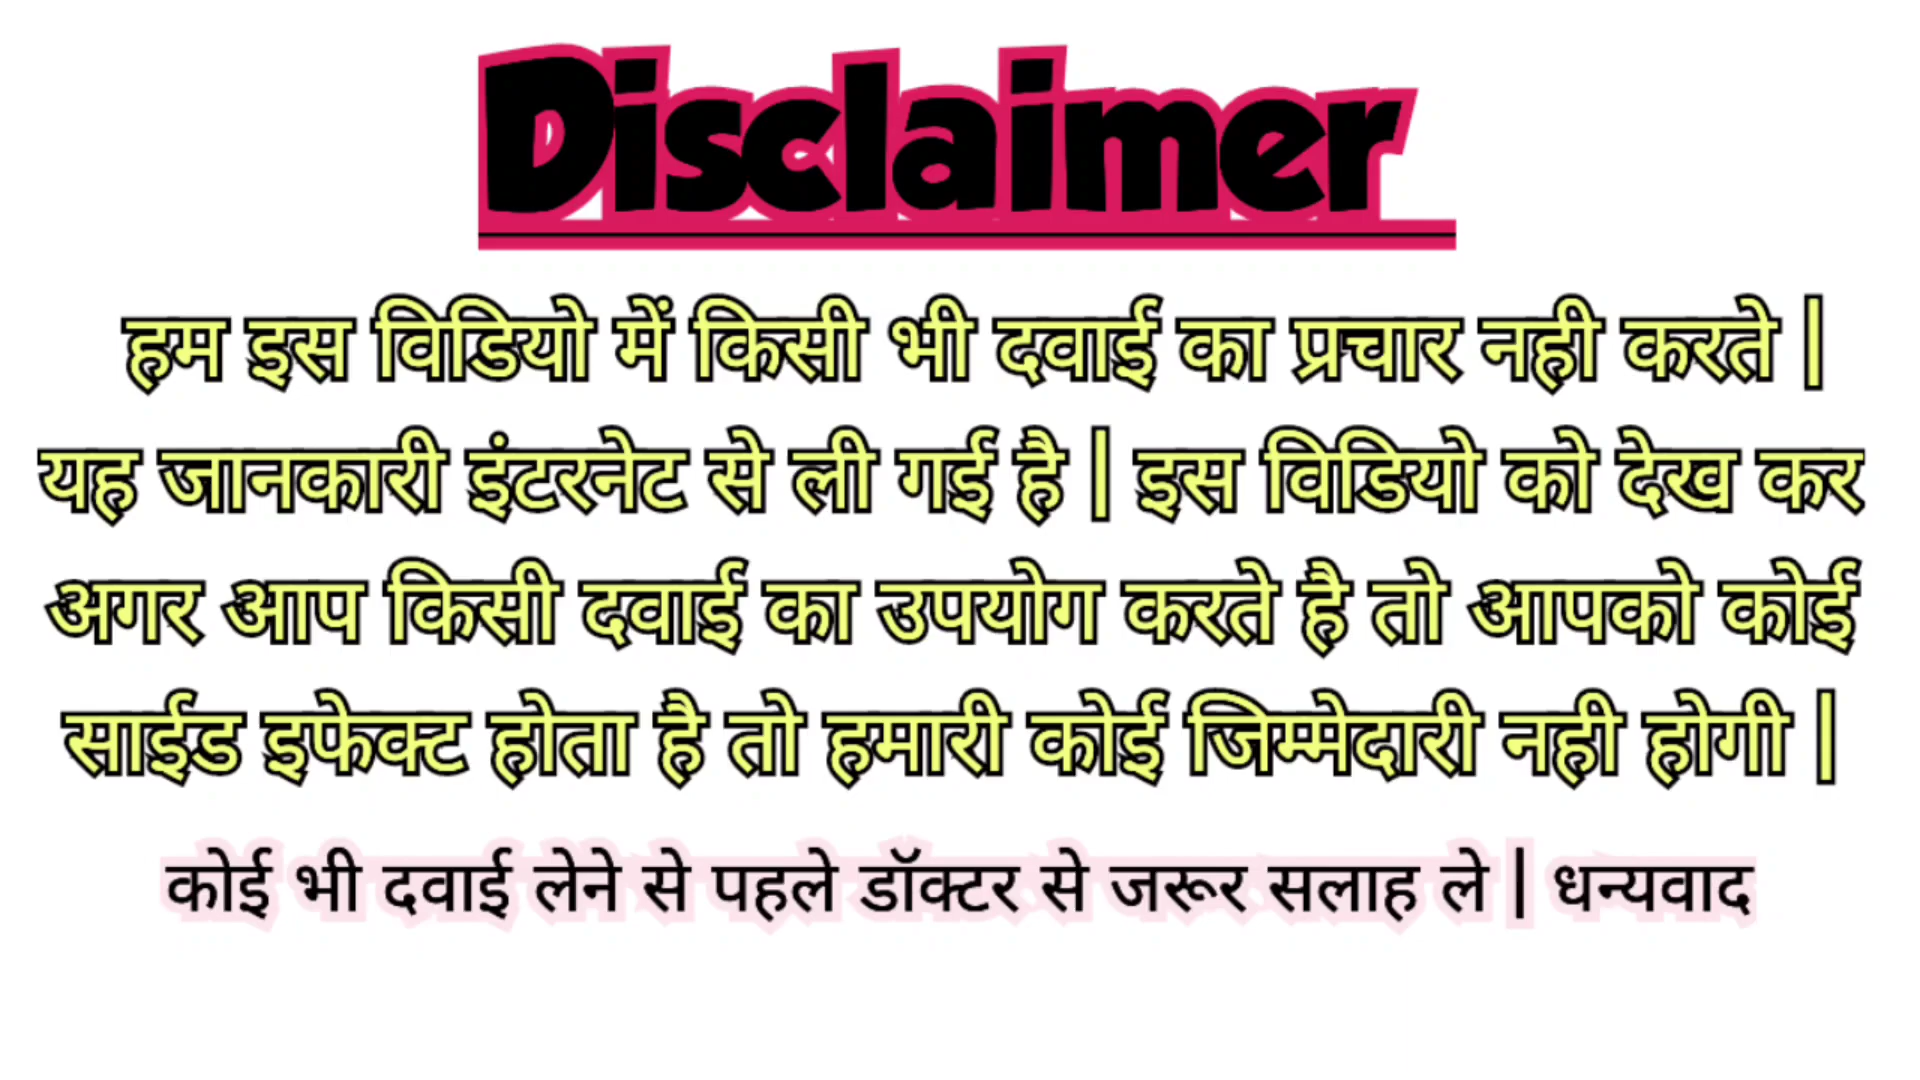 Disclaimer
हम इस विडियो में किसी भी दवाई का प्रचार नही करते |
यह जानकारी इंटरनेट से ली गई है | इस विडियो को देख कर
अगर आप किसी दवाई का उपयोग करते है तो आपको कोई
साईड इफेक्ट होता है तो हमारी कोई जिम्मेदारी नही होगी |
कोई भी दवाई लेने से पहले डॉक्टर से जरूर सलाह ले | धन्यवाद